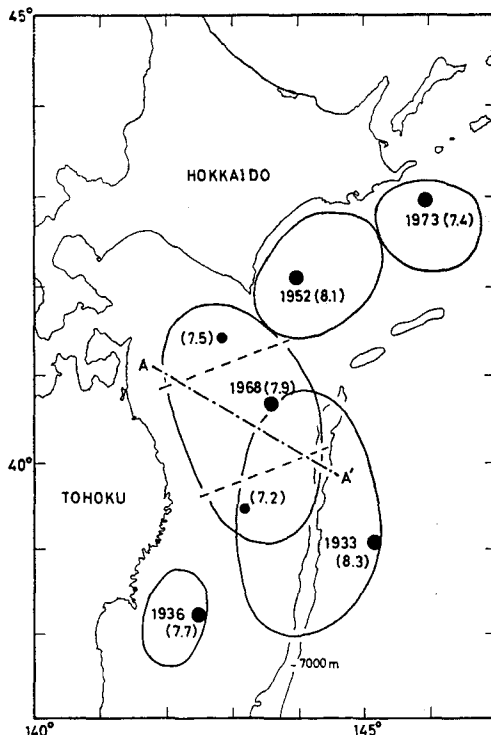 45°
HOKKAIDO
1973 (7.4)
1952 (8.1)
(7.5)
A
1968 (7.9)
40°
A'
TOHOKU
(7.2)
1933
(8.3)
1936
(7.7)
7000 m
140°
145°